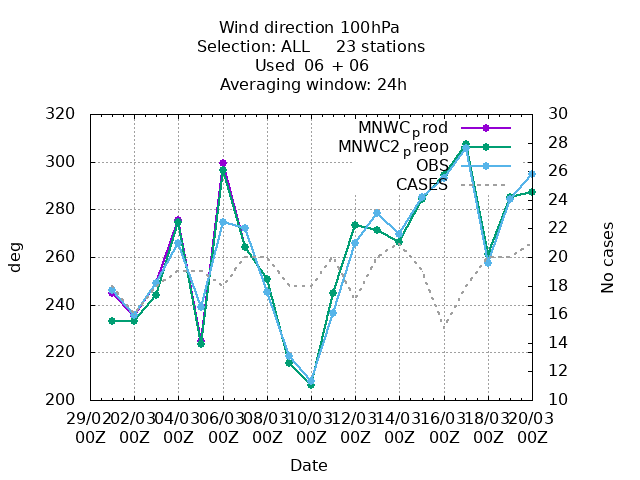 Wind direction 100hPa
Selection: ALL 23 stations
Used 06 + 06
Averaging window: 24h
MNWCprod
MNWC2preop
OBS
CASES
deg
320
300
280
260
240
220
200
No cases
30
28
26
24
22
20
18
16
14
12
10
29/02 02/03 04/03 06/03 08/03 10/03 12/03 14/03 16/03 18/03 20/03
00Z 00Z 00Z 00Z 00Z 00Z 00Z 00Z 00Z 00Z 00Z
Date